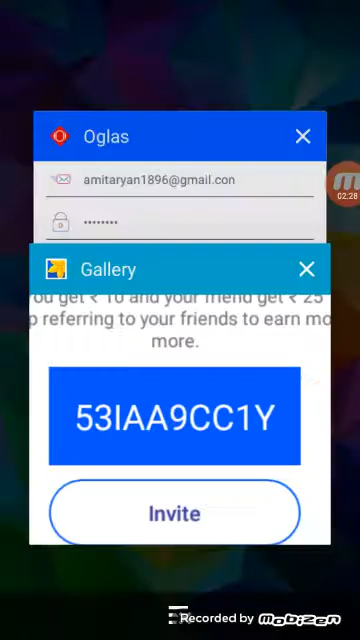 Oglas
amitaryan1896@gmail.con
••••••••
02:28
Gallery
You get ₹ 10 and your friend get ₹ 25
p referring to your friends to earn mo
more.
53IAA9CC1Y
Invite
Recorded by mobizen